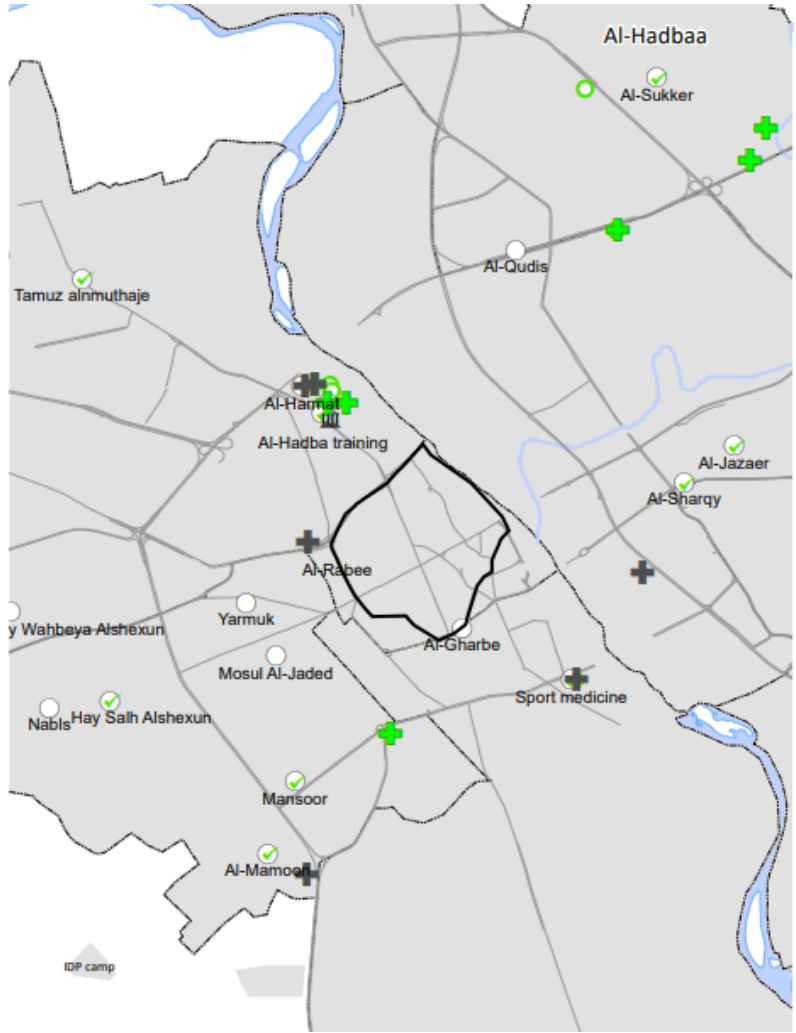 Al-Hadbaa
Al-Sukker
Al-Qudis
Tamuz alnmuthaje
Al-Harmat
Al-Hadba training
Al-Jazaer
Al-Sharqy
Al-Rabee
Yarmuk
y Wahbeya Alshexun
Al-Gharbe
Mosul Al-Jaded
Sport medicine
Nabls
Hay Salh Alshexun
Mansoor
Al-Mamoon
IDP camp